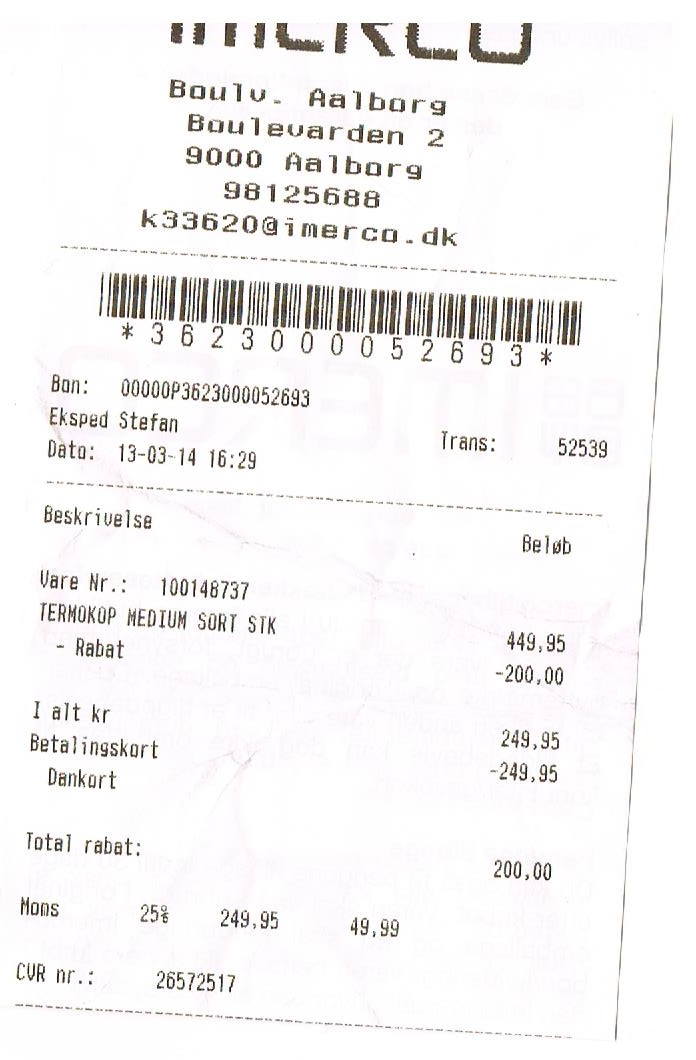 imerco
Boulv. Aalborg
Boulevarden 2
9000 Aalborg
98125688
k33620@imerco.dk
*3623000052693*
Bon: 00000P3623000052693
Eksped Stefan
Trans: 52539
Dato: 13-03-14 16:29
Beskrivelse
Beløb
Vare Nr.: 100148737
TERMOKOP MEDIUM SORT STK 449,95
- Rabat -200,00
I alt kr 249,95
Betalingskort -249,95
Dankort
Total rabat: 200,00
Moms 25% 249,95 49,99
CVR nr.: 26572517